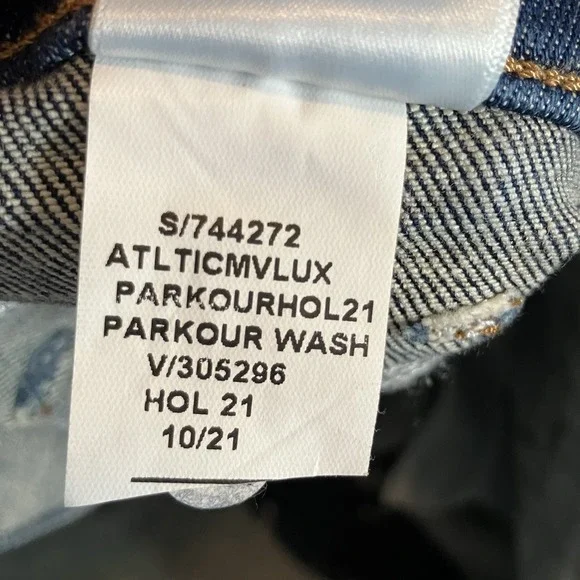 S/744272
ATLTICMVLUX
PARKOURHOL21
PARKOUR WASH
V/305296
HOL 21
10/21